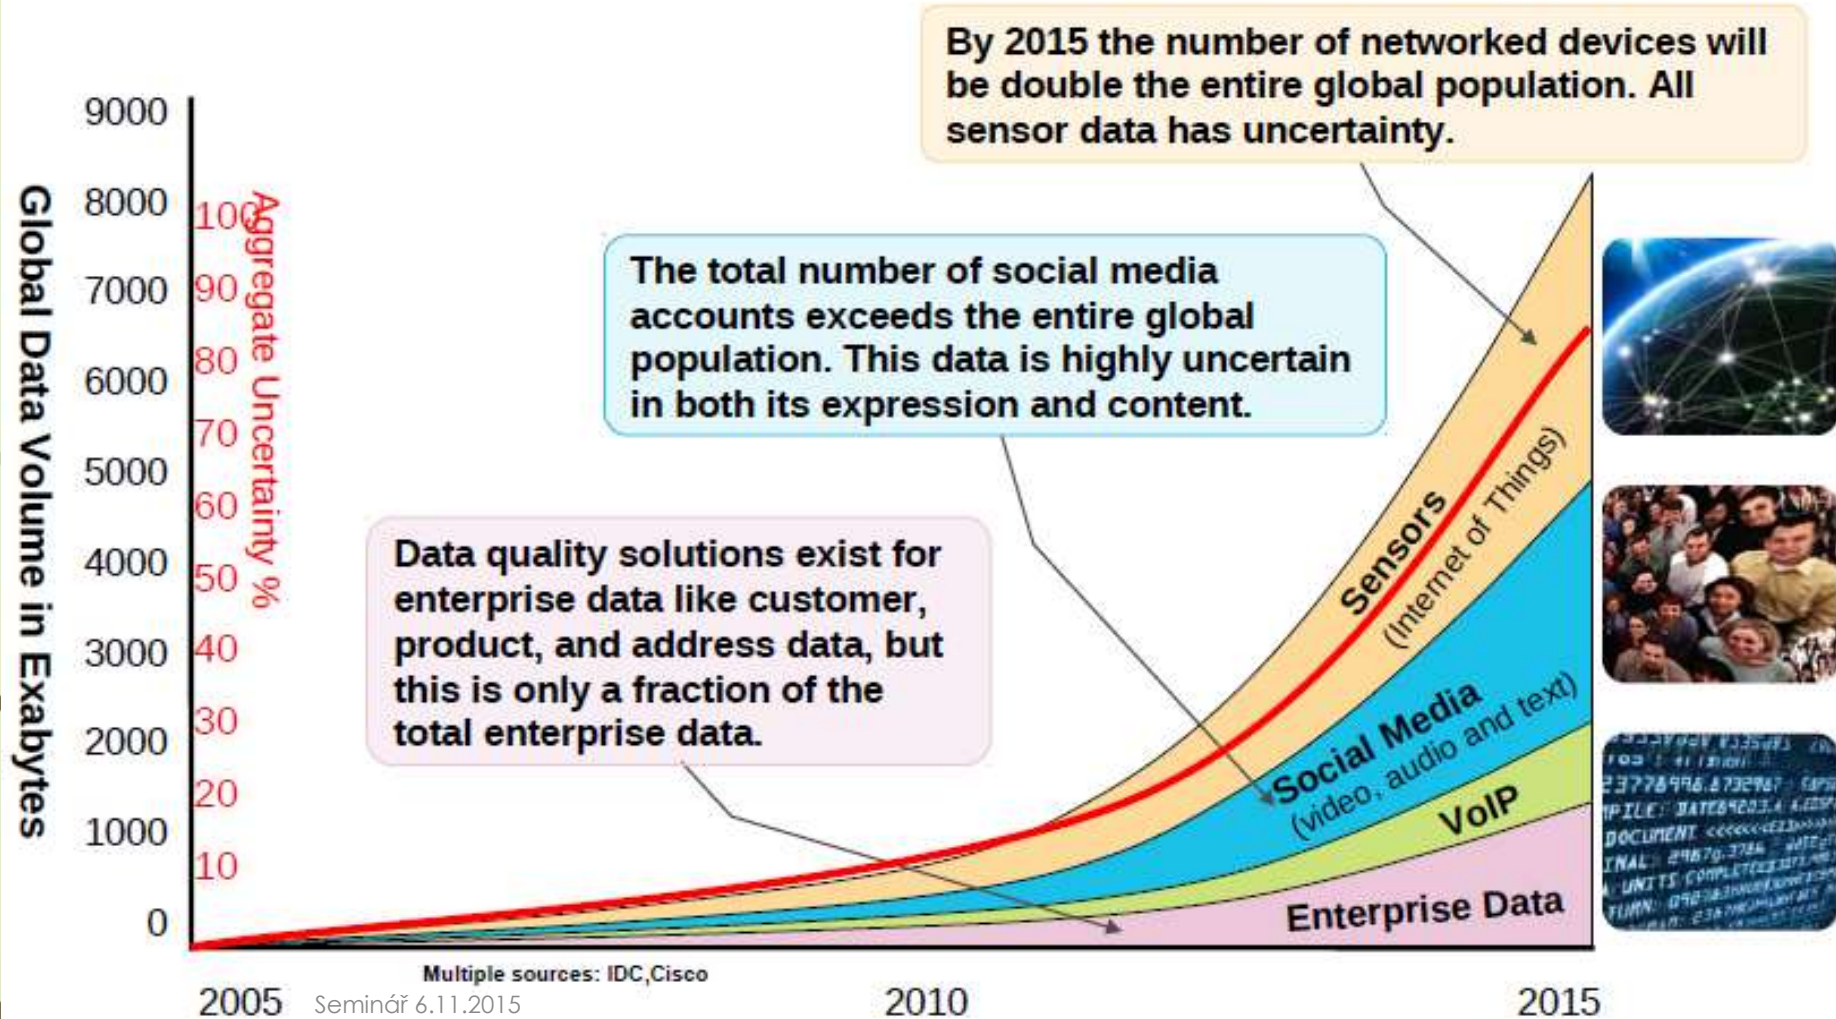 By 2015 the number of networked devices will
be double the entire global population. All
sensor data has uncertainty.
The total number of social media
accounts exceeds the entire global
population. This data is highly uncertain
in both its expression and content.
Data quality solutions exist for
enterprise data like customer,
product, and address data, but
this is only a fraction of the
total enterprise data.
Global Data Volume in Exabytes
9000
8000
7000
6000
5000
4000
3000
2000
1000
0
Aggregate Uncertainty %
100
90
80
70
60
50
40
30
20
10
Sensors
(Internet of Things)
Social Media
(video, audio and text)
VoIP
Enterprise Data
Multiple sources: IDC,Cisco
2005
Seminář 6.11.2015
2010
2015